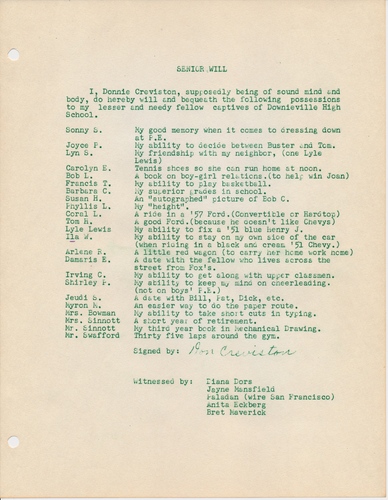 SENIOR WILL
I, Donnie Creviston, supposedly being of sound mind and
body, do hereby will and bequeath the following possessions
to my lesser and needy fellow captives of Downieville High
School.
Sonny S. My good memory when it comes to dressing down
at P.E.
Joyce P. My ability to decide between Buster and Tom.
Lyn S. My friendship with my neighbor, (one Lyle
Lewis)
Carolyn E. Tennis shoes so she can run home at noon.
Bob L. A book on boy-girl relations.(to help win Joan)
Francis T. My ability to play basketball.
Barbara C. My superior grades in school.
Susan H. An "autographed" picture of Bob C.
Phyllis L. My "height".
Coral L. A ride in a '57 Ford.(Convertible or Hardtop)
Tom H. A good Ford.(because he doesn't like Chevys)
Lyle Lewis My ability to fix a '51 blue henry J.
Ila W. My ability to stay on my own side of the car
(when riding in a black and cream '51 Chevy.)
Arlene R. A little red wagon (to carry her home work home)
Damaris E. A date with the fellow who lives across the
street from Fox's.
Irving C. My ability to get along with upper classmen.
Shirley P. My ability to keep my mind on cheerleading.
(not on boys' P.E.)
Jeudi S. A date with Bill, Pat, Dick, etc.
Myron M. An easier way to do the paper route.
Mrs. Bowman My ability to take short cuts in typing.
Mrs. Sinnott A short year of retirement.
Mr. Sinnott My third year book in Mechanical Drawing.
Mr. Swafford Thirty five laps around the gym.
Signed by: Don Creviston
Witnessed by: Diana Dors
Jayne Mansfield
Paladan (wire San Francisco)
Anita Eckberg
Bret Maverick